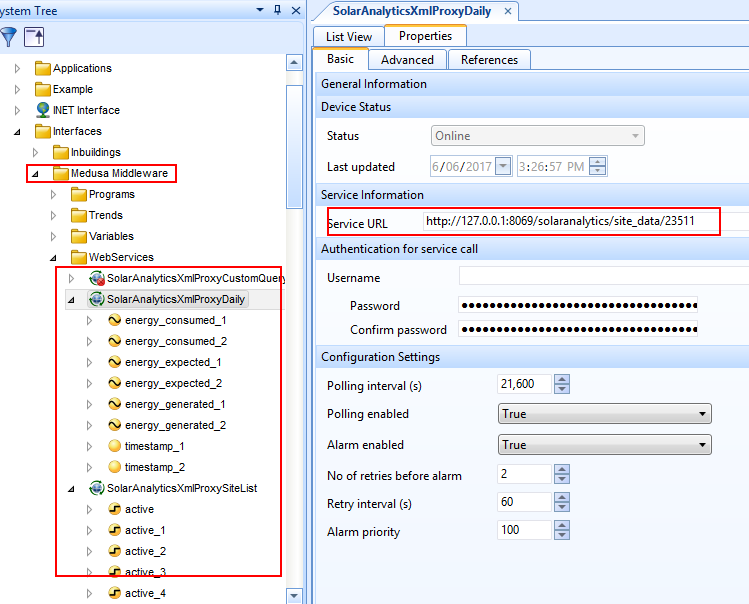 ystem Tree
Applications
Example
INET Interface
Interfaces
Inbuildings
Medusa Middleware
Programs
Trends
Variables
WebServices
SolarAnalyticsXmlProxyCustomQuery
SolarAnalyticsXmlProxyDaily
energy_consumed_1
energy_consumed_2
energy_expected_1
energy_expected_2
energy_generated_1
energy_generated_2
timestamp_1
timestamp_2
SolarAnalyticsXmlProxySiteList
active
active_1
active_2
active_3
active_4
SolarAnalyticsXmlProxyDaily
List View Properties
Basic Advanced References
General Information
Device Status
Status Online
Last updated 6/06/2017 3:26:57 PM
Service Information
Service URL http://127.0.0.1:8069/solaranalytics/site_data/23511
Authentication for service call
Username
Password
Confirm password
Configuration Settings
Polling interval (s) 21,600
Polling enabled True
Alarm enabled True
No of retries before alarm 2
Retry interval (s) 60
Alarm priority 100